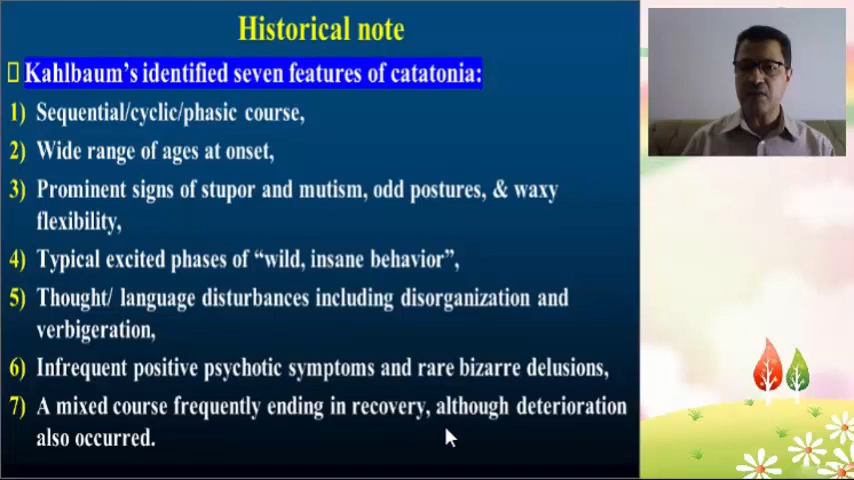 Historical note
Kahlbaum's identified seven features of catatonia:
1) Sequential/cyclic/phasic course,
2) Wide range of ages at onset,
3) Prominent signs of stupor and mutism, odd postures, & waxy
flexibility,
4) Typical excited phases of “wild, insane behavior”,
5) Thought/ language disturbances including disorganization and
verbigeration,
6) Infrequent positive psychotic symptoms and rare bizarre delusions,
7) A mixed course frequently ending in recovery, although deterioration
also occurred.